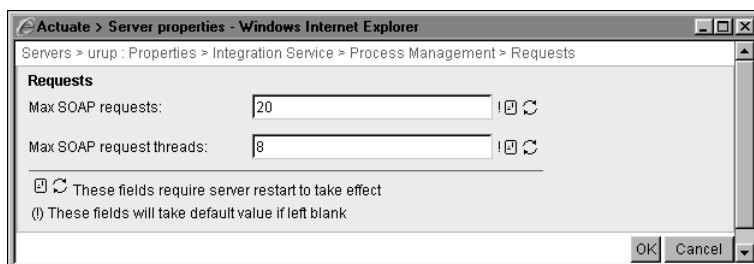 Actuate > Server properties - Windows Internet Explorer
Servers > urup : Properties > Integration Service > Process Management > Requests
Requests
Max SOAP requests: 20 !
Max SOAP request threads: 8 !
These fields require server restart to take effect
(!) These fields will take default value if left blank
OK Cancel